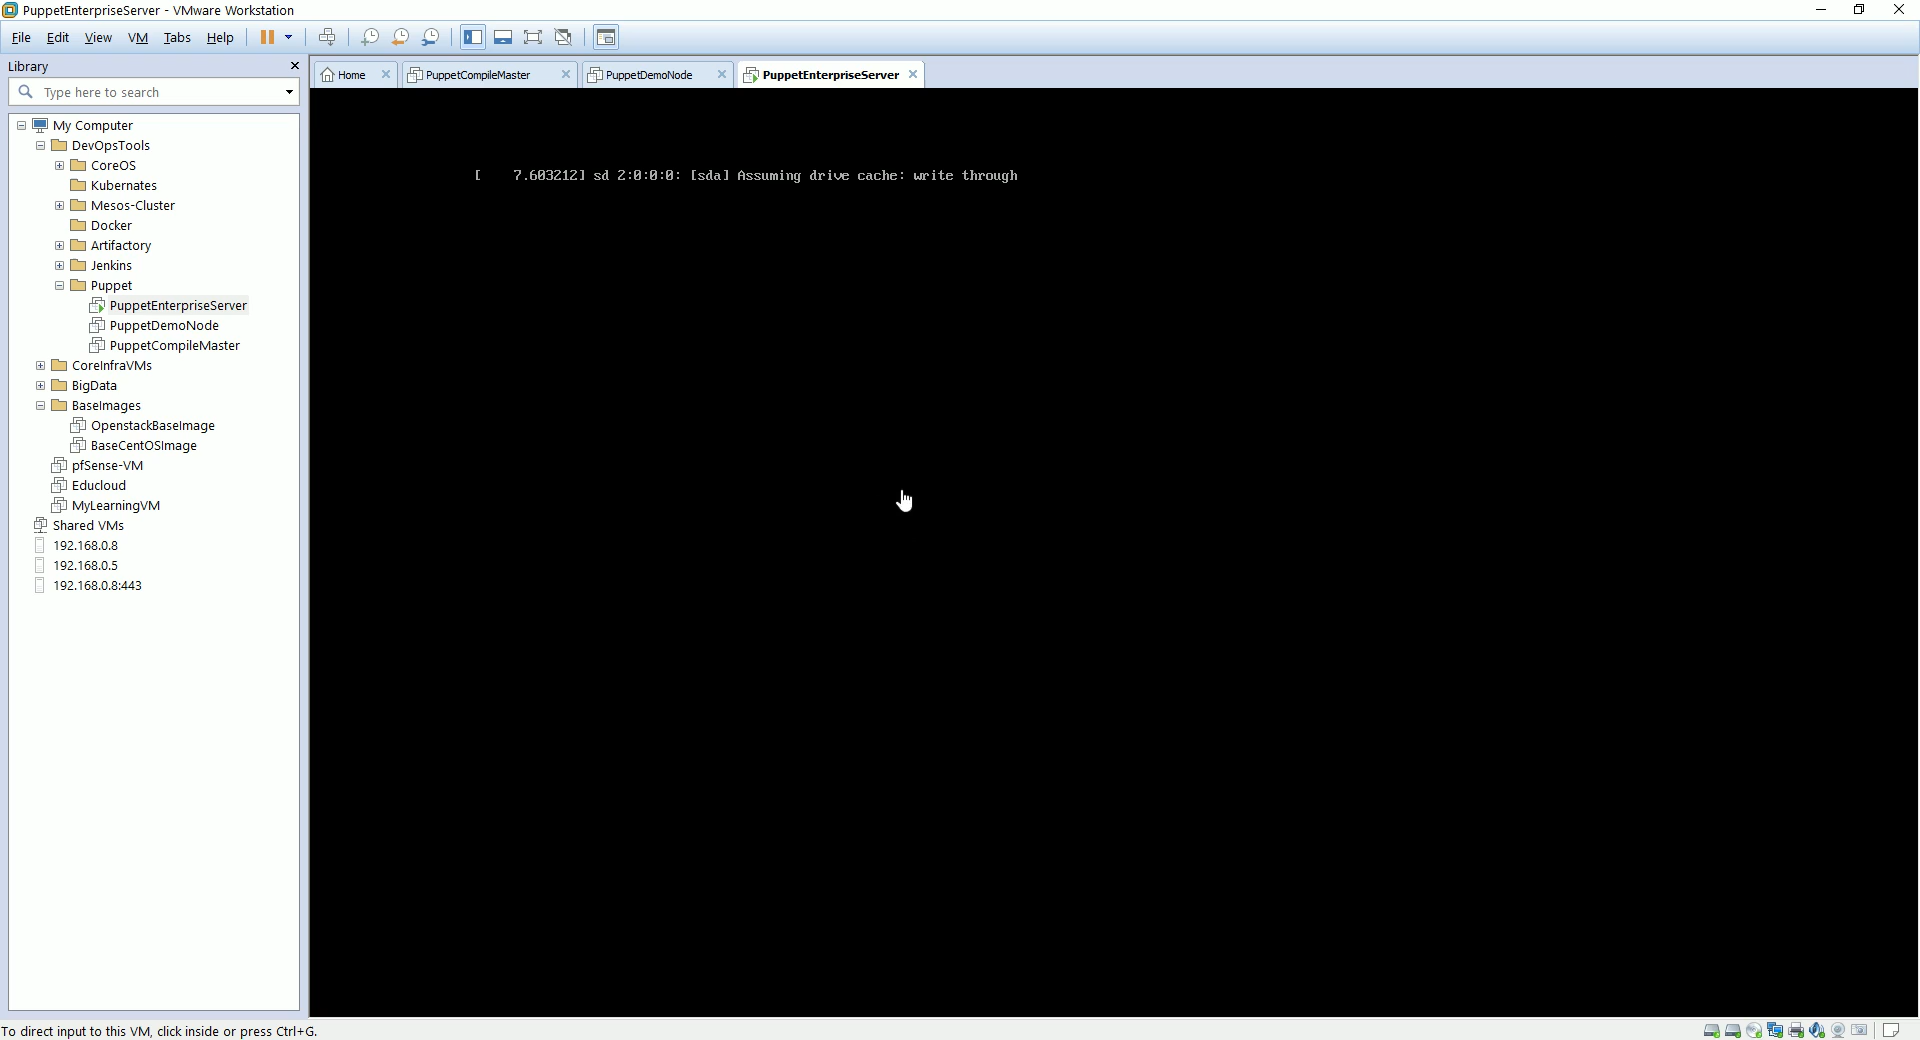 PuppetEnterpriseServer - VMware Workstation
File Edit View VM Tabs Help
Library
Type here to search
Home
PuppetCompileMaster
PuppetDemoNode
PuppetEnterpriseServer
My Computer
DevOpsTools
CoreOS
Kubernates
Mesos-Cluster
Docker
Artifactory
Jenkins
Puppet
PuppetEnterpriseServer
PuppetDemoNode
PuppetCompileMaster
CoreInfraVMs
BigData
BaseImages
OpenstackBaseImage
BaseCentOSImage
pfSense-VM
Educloud
MyLearningVM
Shared VMs
192.168.0.8
192.168.0.5
192.168.0.8:443
[    7.603212] sd 2:0:0:0: [sda] Assuming drive cache: write through
To direct input to this VM, click inside or press Ctrl+G.